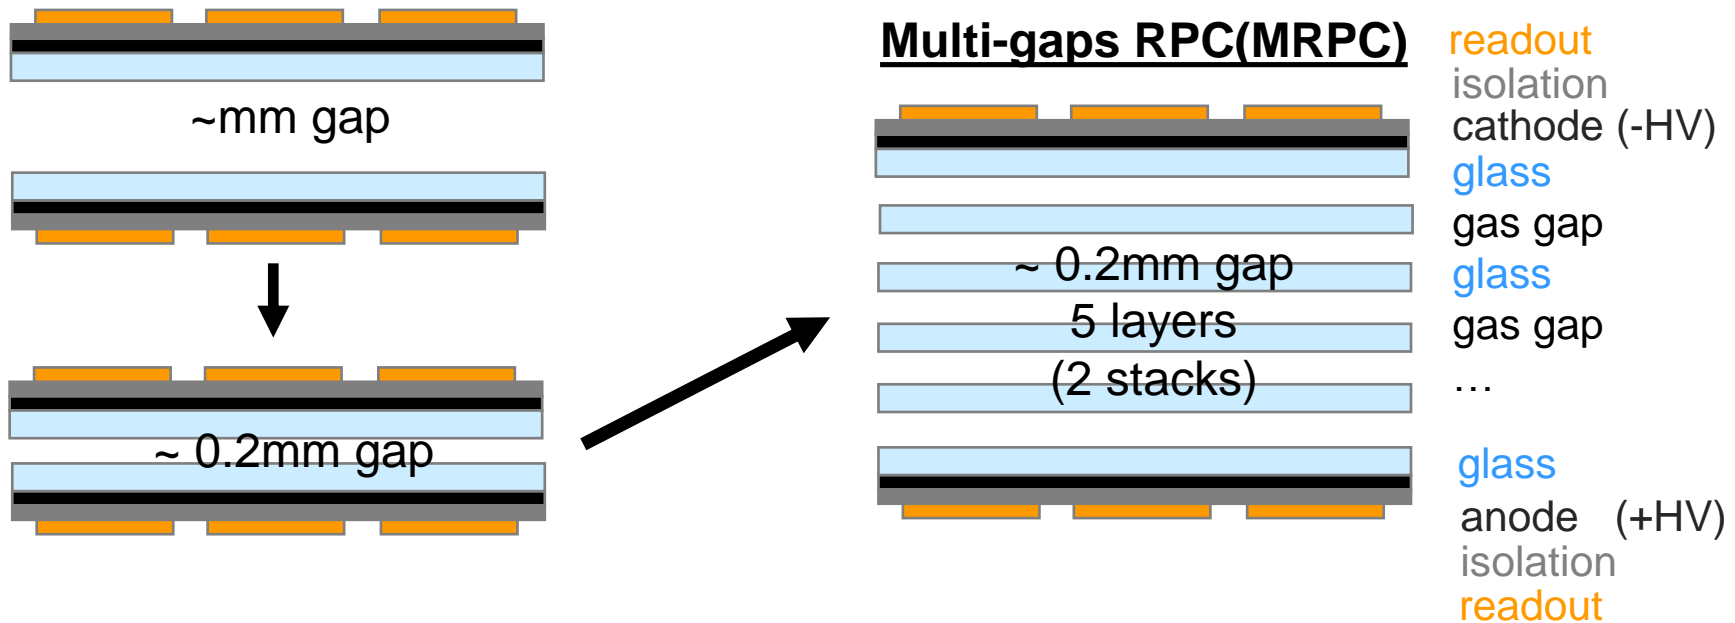 ~mm gap
~ 0.2mm gap
Multi-gaps RPC(MRPC)
~ 0.2mm gap
5 layers
(2 stacks)
readout
isolation
cathode (-HV)
glass
gas gap
glass
gas gap
…
glass
anode (+HV)
isolation
readout